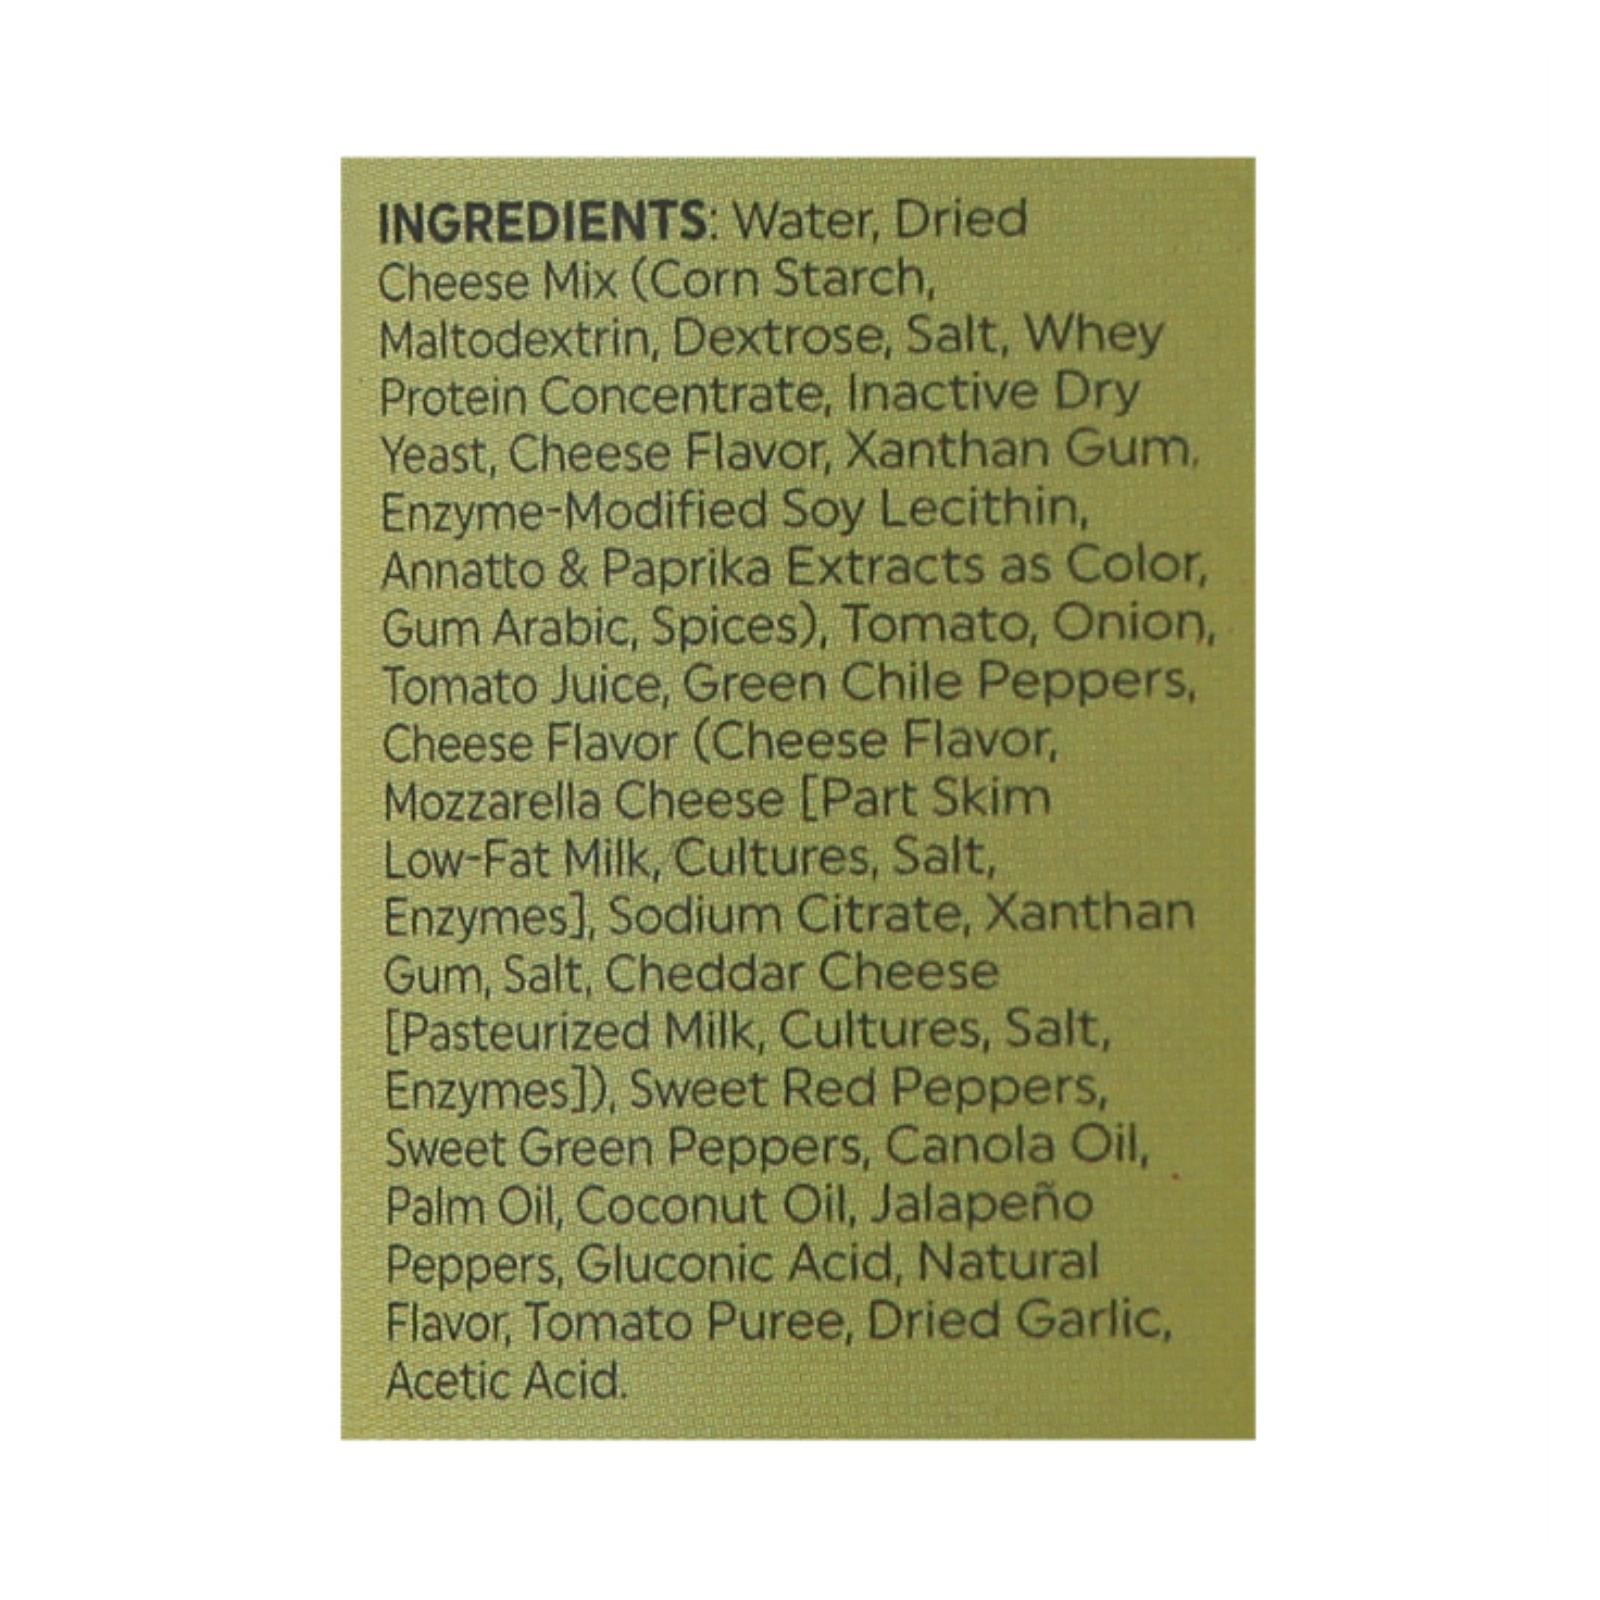 INGREDIENTS: Water, Dried
Cheese Mix (Corn Starch,
Maltodextrin, Dextrose, Salt, Whey
Protein Concentrate, Inactive Dry
Yeast, Cheese Flavor, Xanthan Gum,
Enzyme-Modified Soy Lecithin,
Annatto & Paprika Extracts as Color,
Gum Arabic, Spices), Tomato, Onion,
Tomato Juice, Green Chile Peppers,
Cheese Flavor (Cheese Flavor,
Mozzarella Cheese [Part Skim
Low-Fat Milk, Cultures, Salt,
Enzymes], Sodium Citrate, Xanthan
Gum, Salt, Cheddar Cheese
[Pasteurized Milk, Cultures, Salt,
Enzymes]), Sweet Red Peppers,
Sweet Green Peppers, Canola Oil,
Palm Oil, Coconut Oil, Jalapeño
Peppers, Gluconic Acid, Natural
Flavor, Tomato Puree, Dried Garlic,
Acetic Acid.